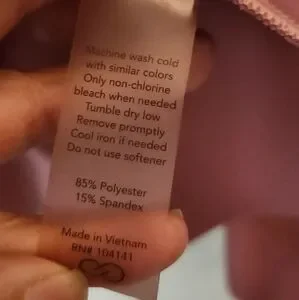 Machine wash cold
with similar colors
Only non-chlorine
bleach when needed
Tumble dry low
Remove promptly
Cool iron if needed
Do not use softener
85% Polyester
15% Spandex
Made in Vietnam
RN# 104141